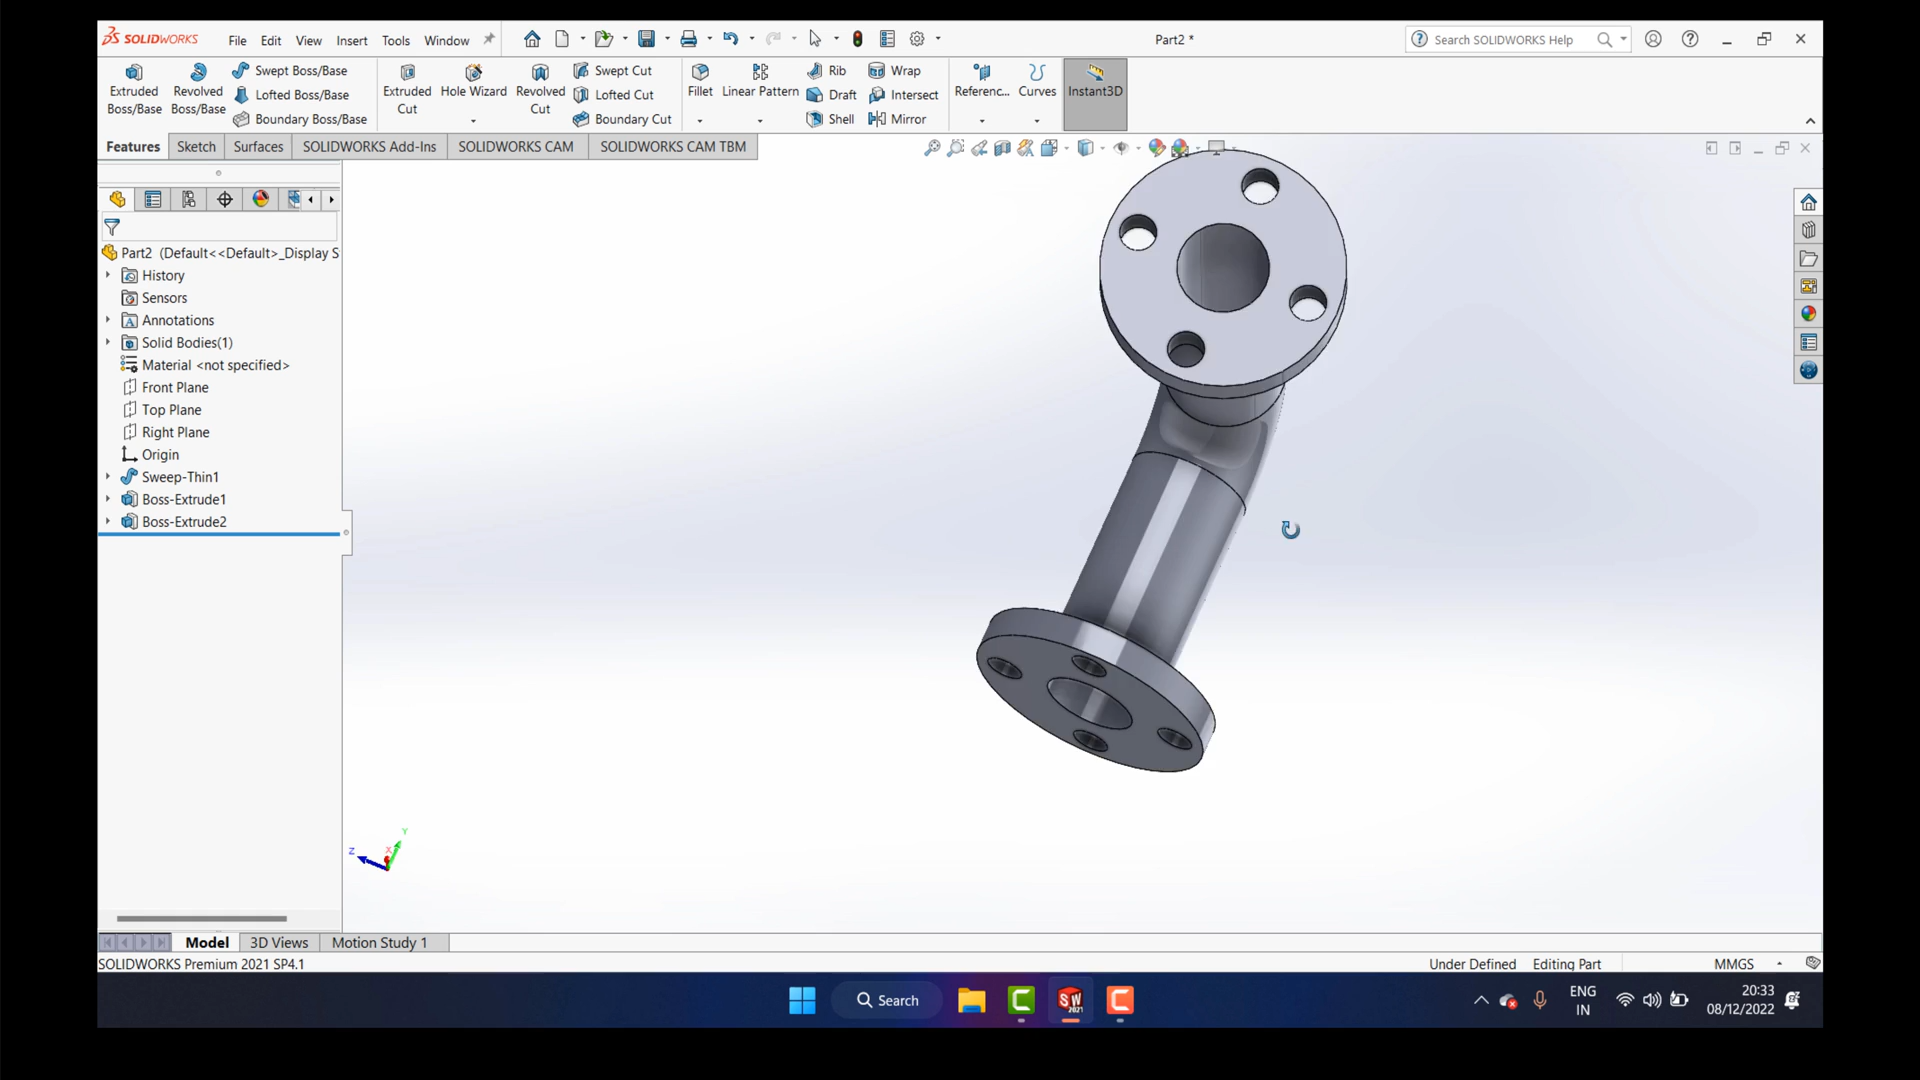 SOLIDWORKS File Edit View Insert Tools Window Part2 * Search SOLIDWORKS Help
Extruded Boss/Base
Revolved Boss/Base
Swept Boss/Base
Lofted Boss/Base
Boundary Boss/Base
Extruded Cut
Hole Wizard
Revolved Cut
Swept Cut
Lofted Cut
Boundary Cut
Fillet
Linear Pattern
Rib
Draft
Shell
Wrap
Intersect
Mirror
Referenc...
Curves
Instant3D
Features Sketch Surfaces SOLIDWORKS Add-Ins SOLIDWORKS CAM SOLIDWORKS CAM TBM
Part2 (Default<<Default>_Display S
History
Sensors
Annotations
Solid Bodies(1)
Material <not specified>
Front Plane
Top Plane
Right Plane
Origin
Sweep-Thin1
Boss-Extrude1
Boss-Extrude2
Y
Z X
Model 3D Views Motion Study 1
SOLIDWORKS Premium 2021 SP4.1 Under Defined Editing Part MMGS
Search
SW
2021
ENG
IN
20:33
08/12/2022